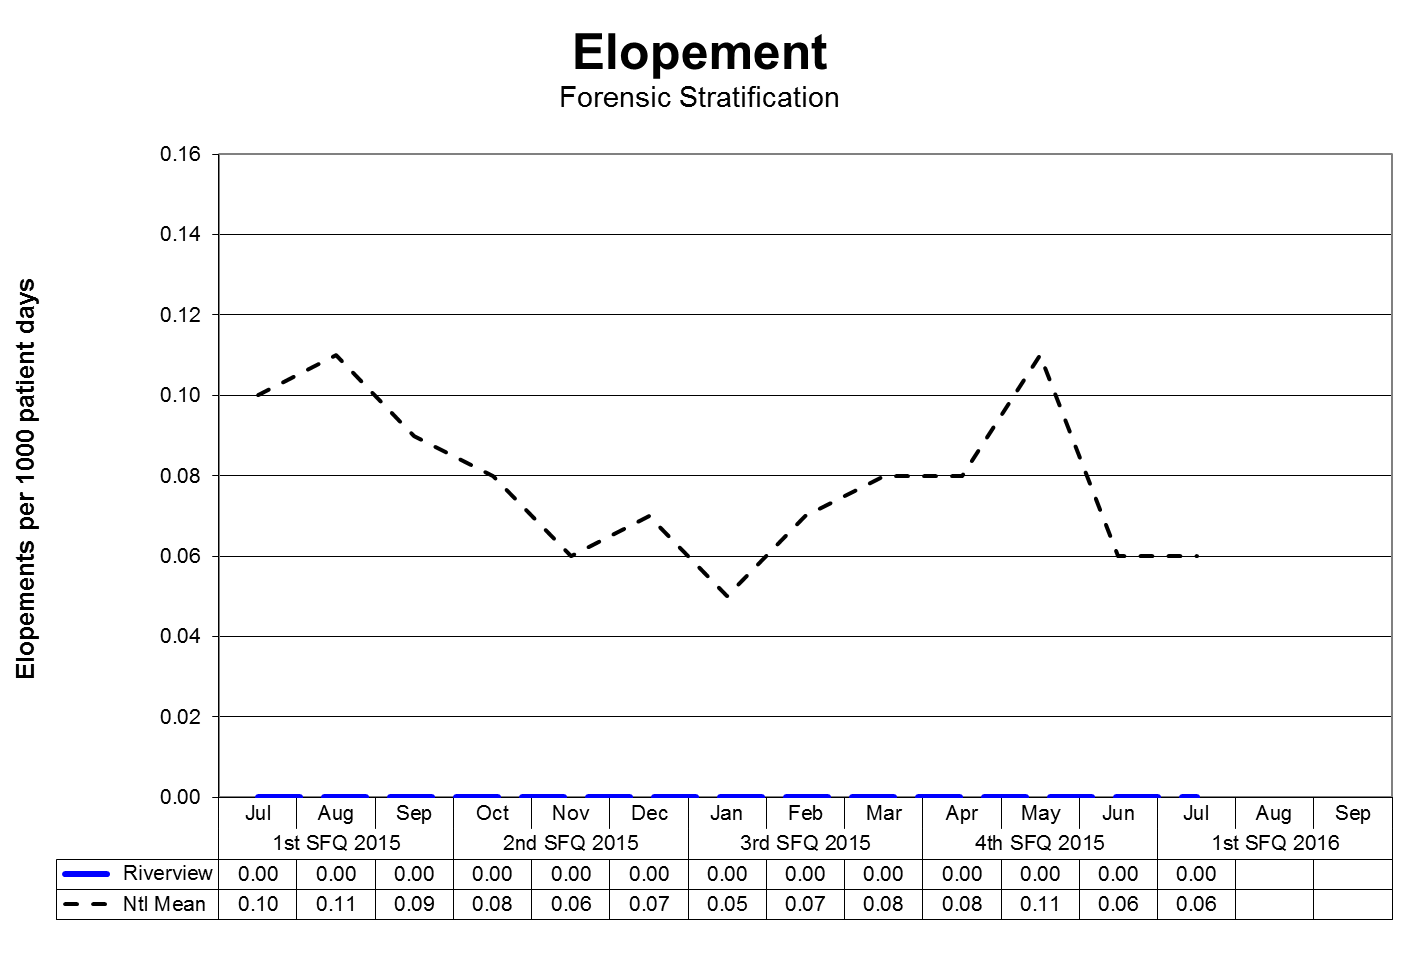 Elopement
Forensic Stratification
Elopements per 1000 patient days
0.16
0.14
0.12
0.10
0.08
0.06
0.04
0.02
0.00
Jul Aug Sep Oct Nov Dec Jan Feb Mar Apr May Jun Jul Aug Sep
1st SFQ 2015 2nd SFQ 2015 3rd SFQ 2015 4th SFQ 2015 1st SFQ 2016
Riverview 0.00 0.00 0.00 0.00 0.00 0.00 0.00 0.00 0.00 0.00 0.00 0.00 0.00
Ntl Mean 0.10 0.11 0.09 0.08 0.06 0.07 0.05 0.07 0.08 0.08 0.11 0.06 0.06